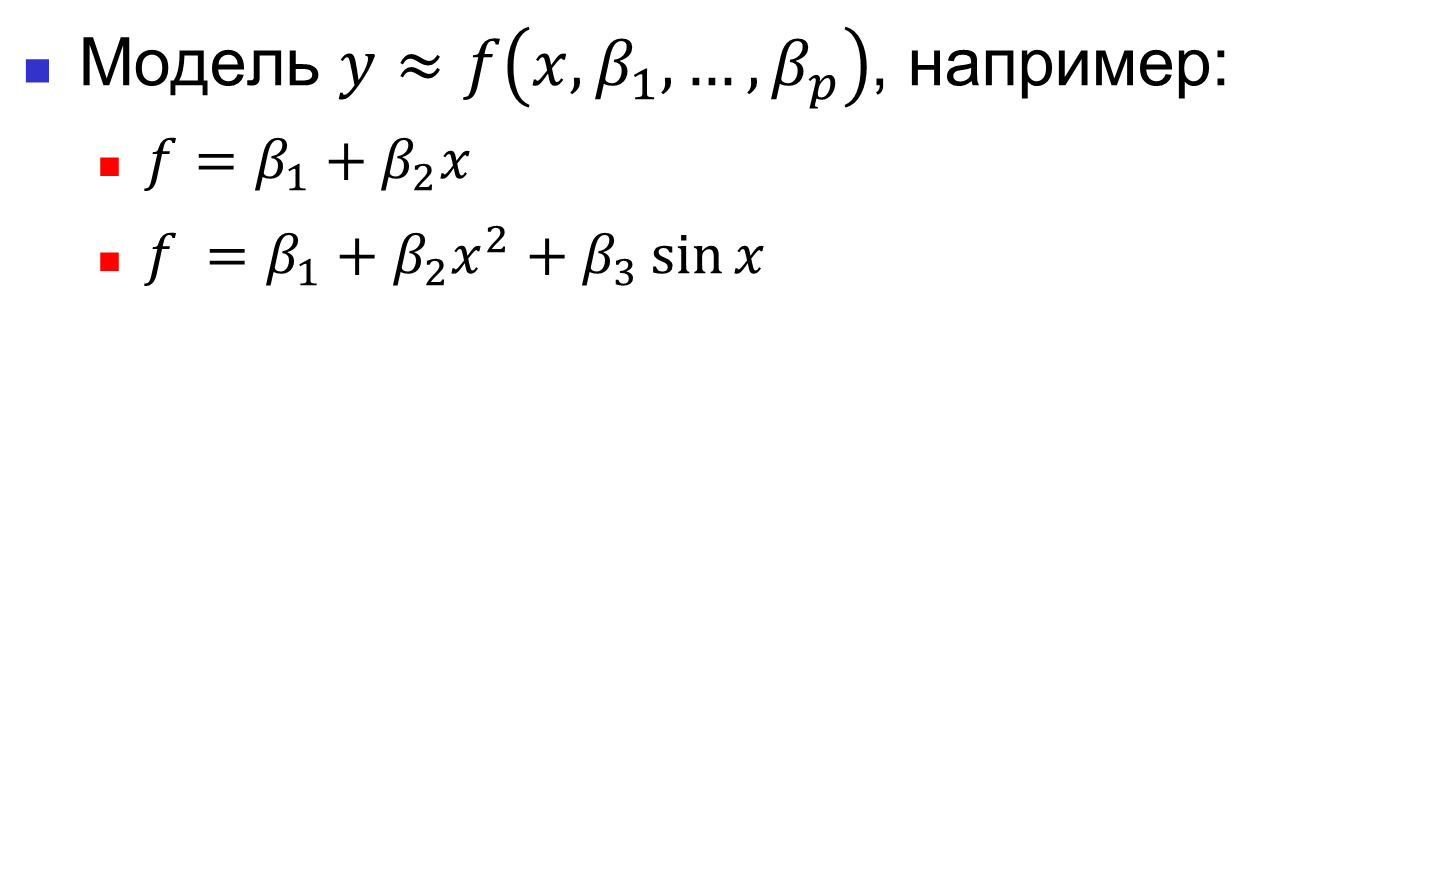 Модель 𝑦 ≈ 𝑓(𝑥, 𝛽₁, … , 𝛽ₚ), например:
𝑓 = 𝛽₁ + 𝛽₂𝑥
𝑓 = 𝛽₁ + 𝛽₂𝑥² + 𝛽₃ sin 𝑥